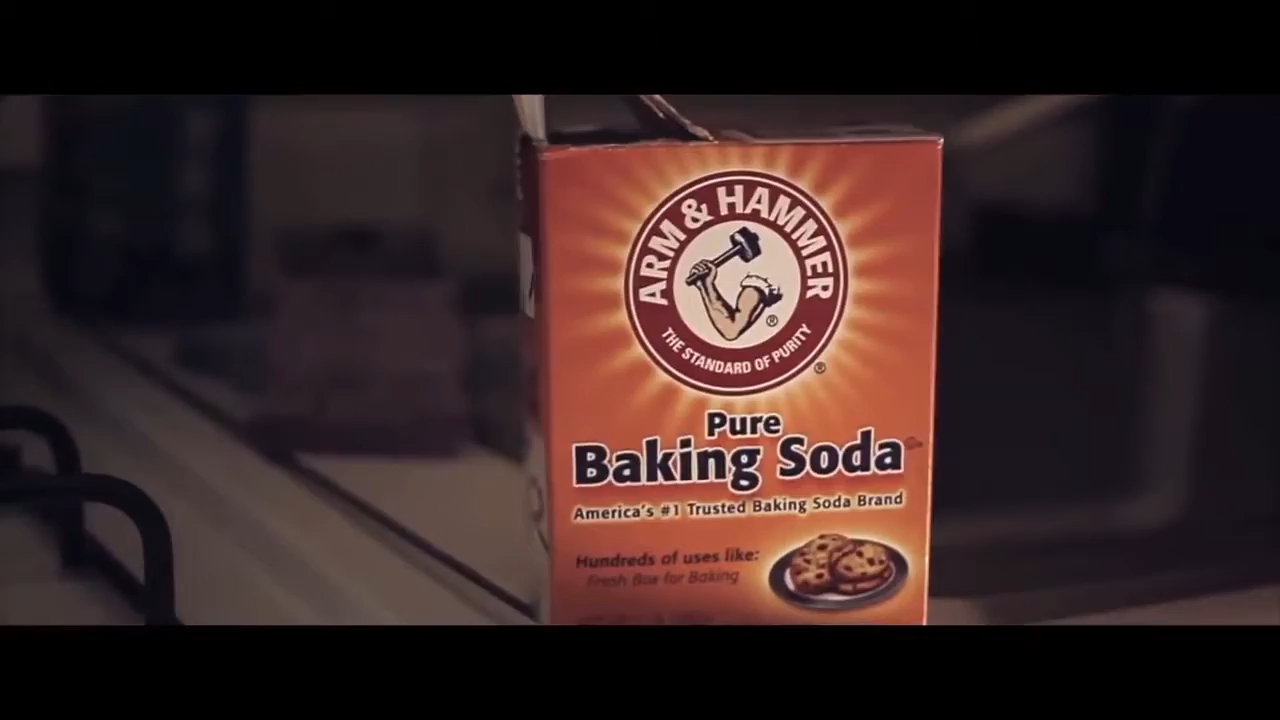 ARM & HAMMER
®
THE STANDARD OF PURITY
®
Pure
Baking Soda
America's #1 Trusted Baking Soda Brand
Hundreds of uses like:
Fresh Box for Baking